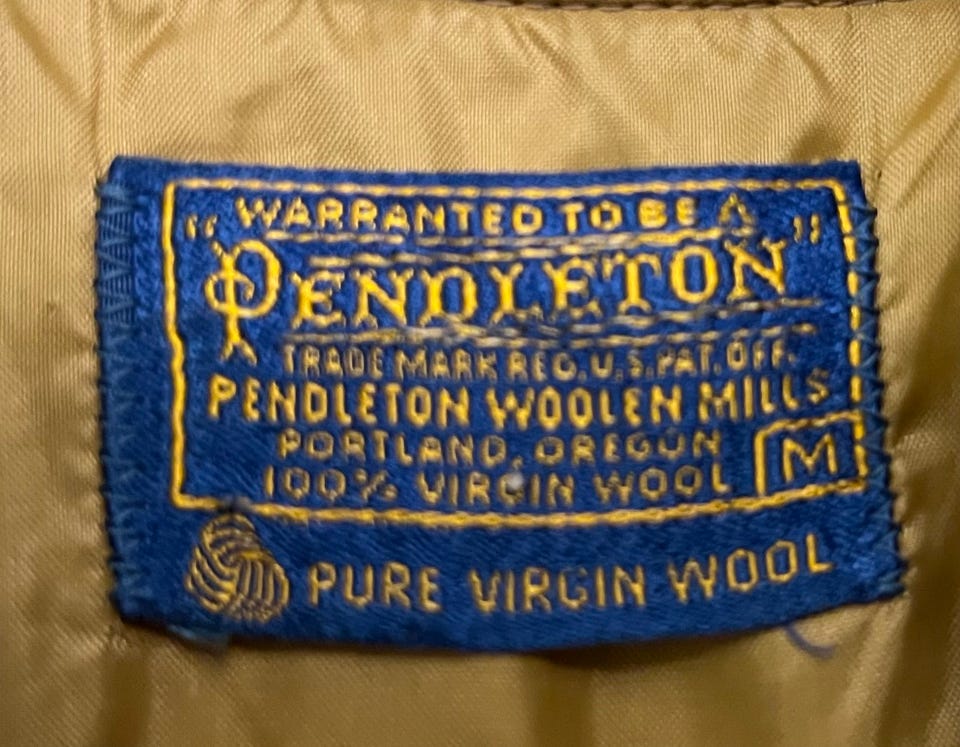 "WARRANTED TO BE A
PENDLETON"
TRADE MARK REG. U.S. PAT. OFF.
PENDLETON WOOLEN MILLS
PORTLAND, OREGON
100% VIRGIN WOOL
M
PURE VIRGIN WOOL